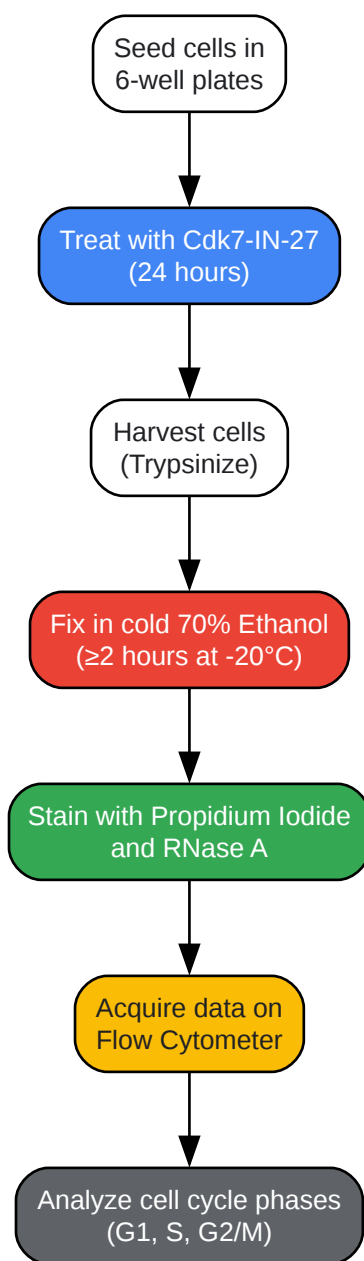 Seed cells in
6-well plates
Treat with Cdk7-IN-27
(24 hours)
Harvest cells
(Trypsinize)
Fix in cold 70% Ethanol
(≥2 hours at -20°C)
Stain with Propidium Iodide
and RNase A
Acquire data on
Flow Cytometer
Analyze cell cycle phases
(G1, S, G2/M)